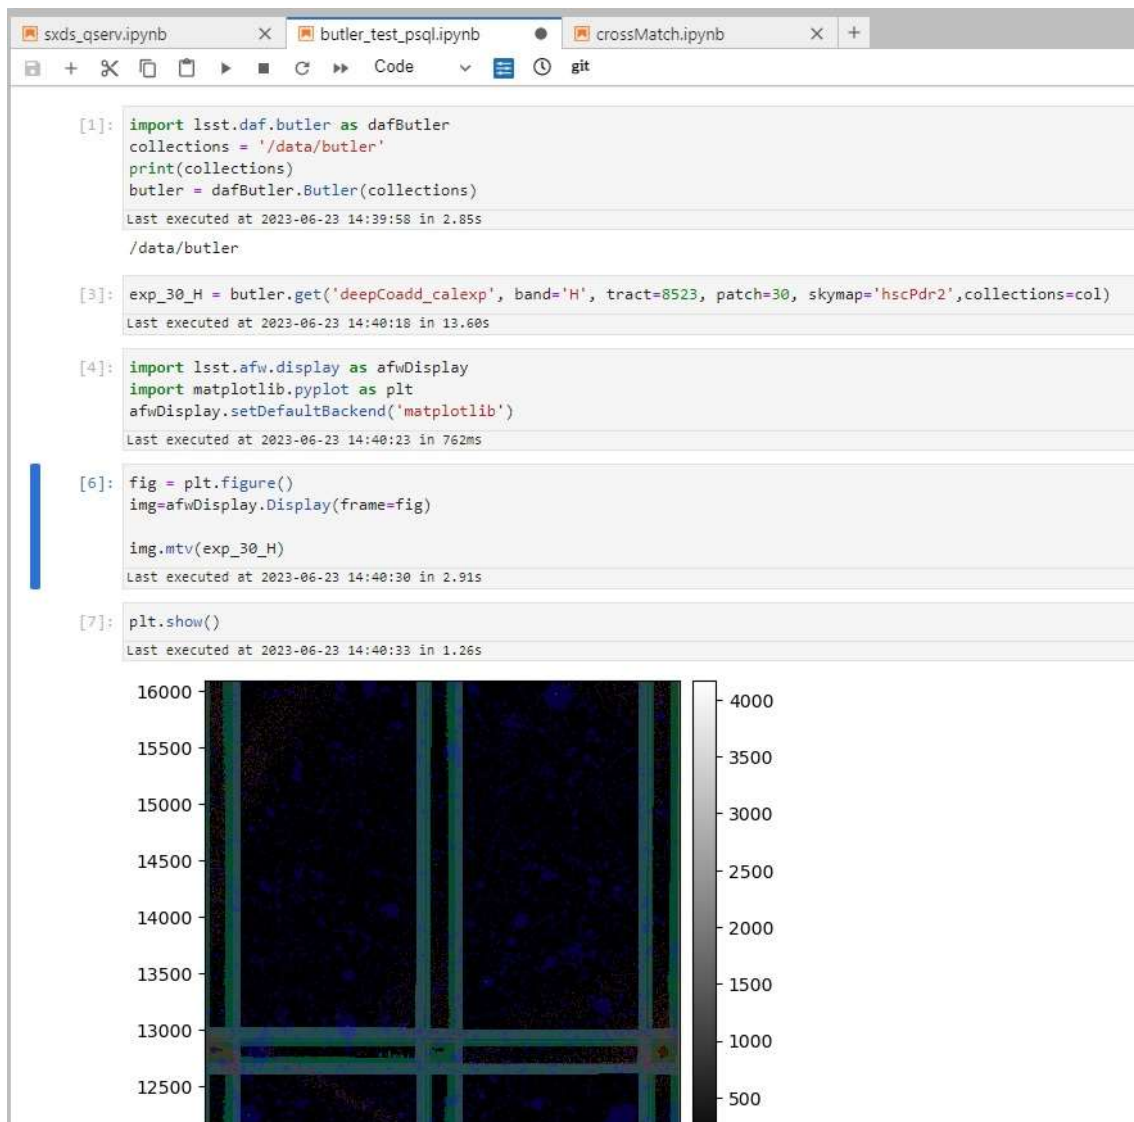 sxds_qserv.ipynb
butler_test_psql.ipynb
crossMatch.ipynb
Code
git
[1]: import lsst.daf.butler as dafButler
collections = '/data/butler'
print(collections)
butler = dafButler.Butler(collections)
Last executed at 2023-06-23 14:39:58 in 2.85s
/data/butler
[3]: exp_30_H = butler.get('deepCoadd_calexp', band='H', tract=8523, patch=30, skymap='hscPdr2',collections=col)
Last executed at 2023-06-23 14:40:18 in 13.60s
[4]: import lsst.afw.display as afwDisplay
import matplotlib.pyplot as plt
afwDisplay.setDefaultBackend('matplotlib')
Last executed at 2023-06-23 14:40:23 in 762ms
[6]: fig = plt.figure()
img=afwDisplay.Display(frame=fig)
img.mtv(exp_30_H)
Last executed at 2023-06-23 14:40:30 in 2.91s
[7]: plt.show()
Last executed at 2023-06-23 14:40:33 in 1.26s
16000
15500
15000
14500
14000
13500
13000
12500
4000
3500
3000
2500
2000
1500
1000
500